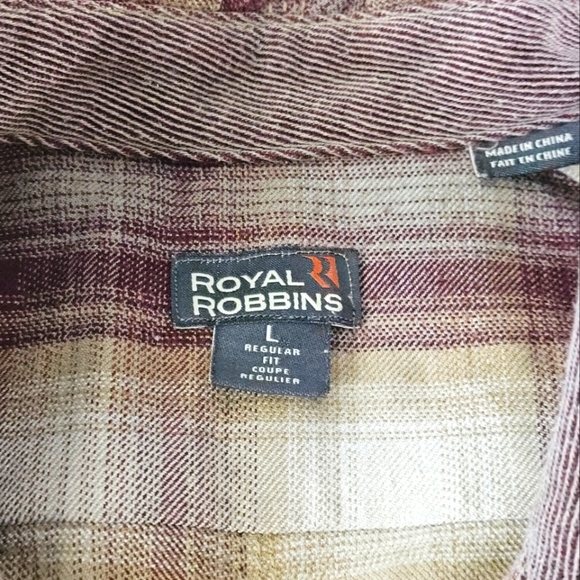 MADE IN CHINA
FAIT EN CHINE
ROYAL
ROBBINS
L
REGULAR
FIT
COUPE
REGULIER